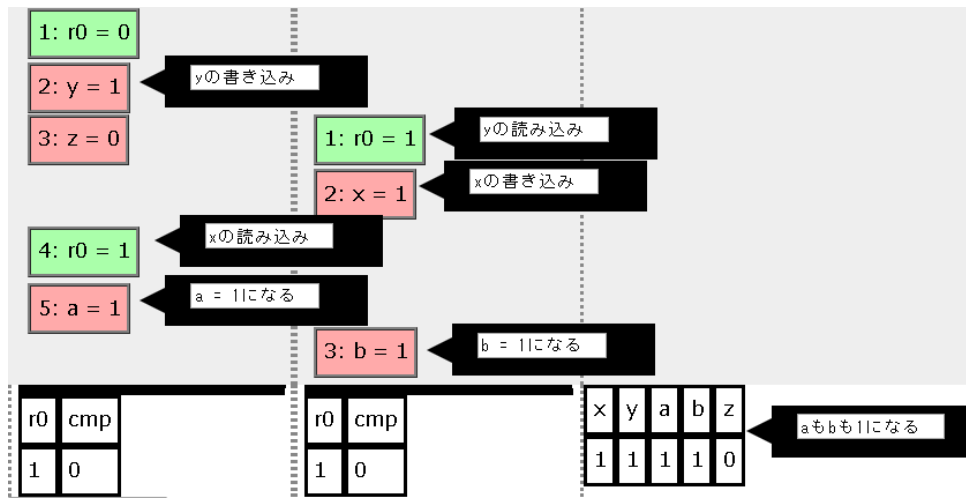 1: r0 = 0
2: y = 1
yの書き込み
3: z = 0
1: r0 = 1
yの読み込み
2: x = 1
xの書き込み
4: r0 = 1
xの読み込み
5: a = 1
a = 1になる
3: b = 1
b = 1になる
r0 cmp
1 0
r0 cmp
1 0
x y a b z
1 1 1 1 0
aもbも1になる